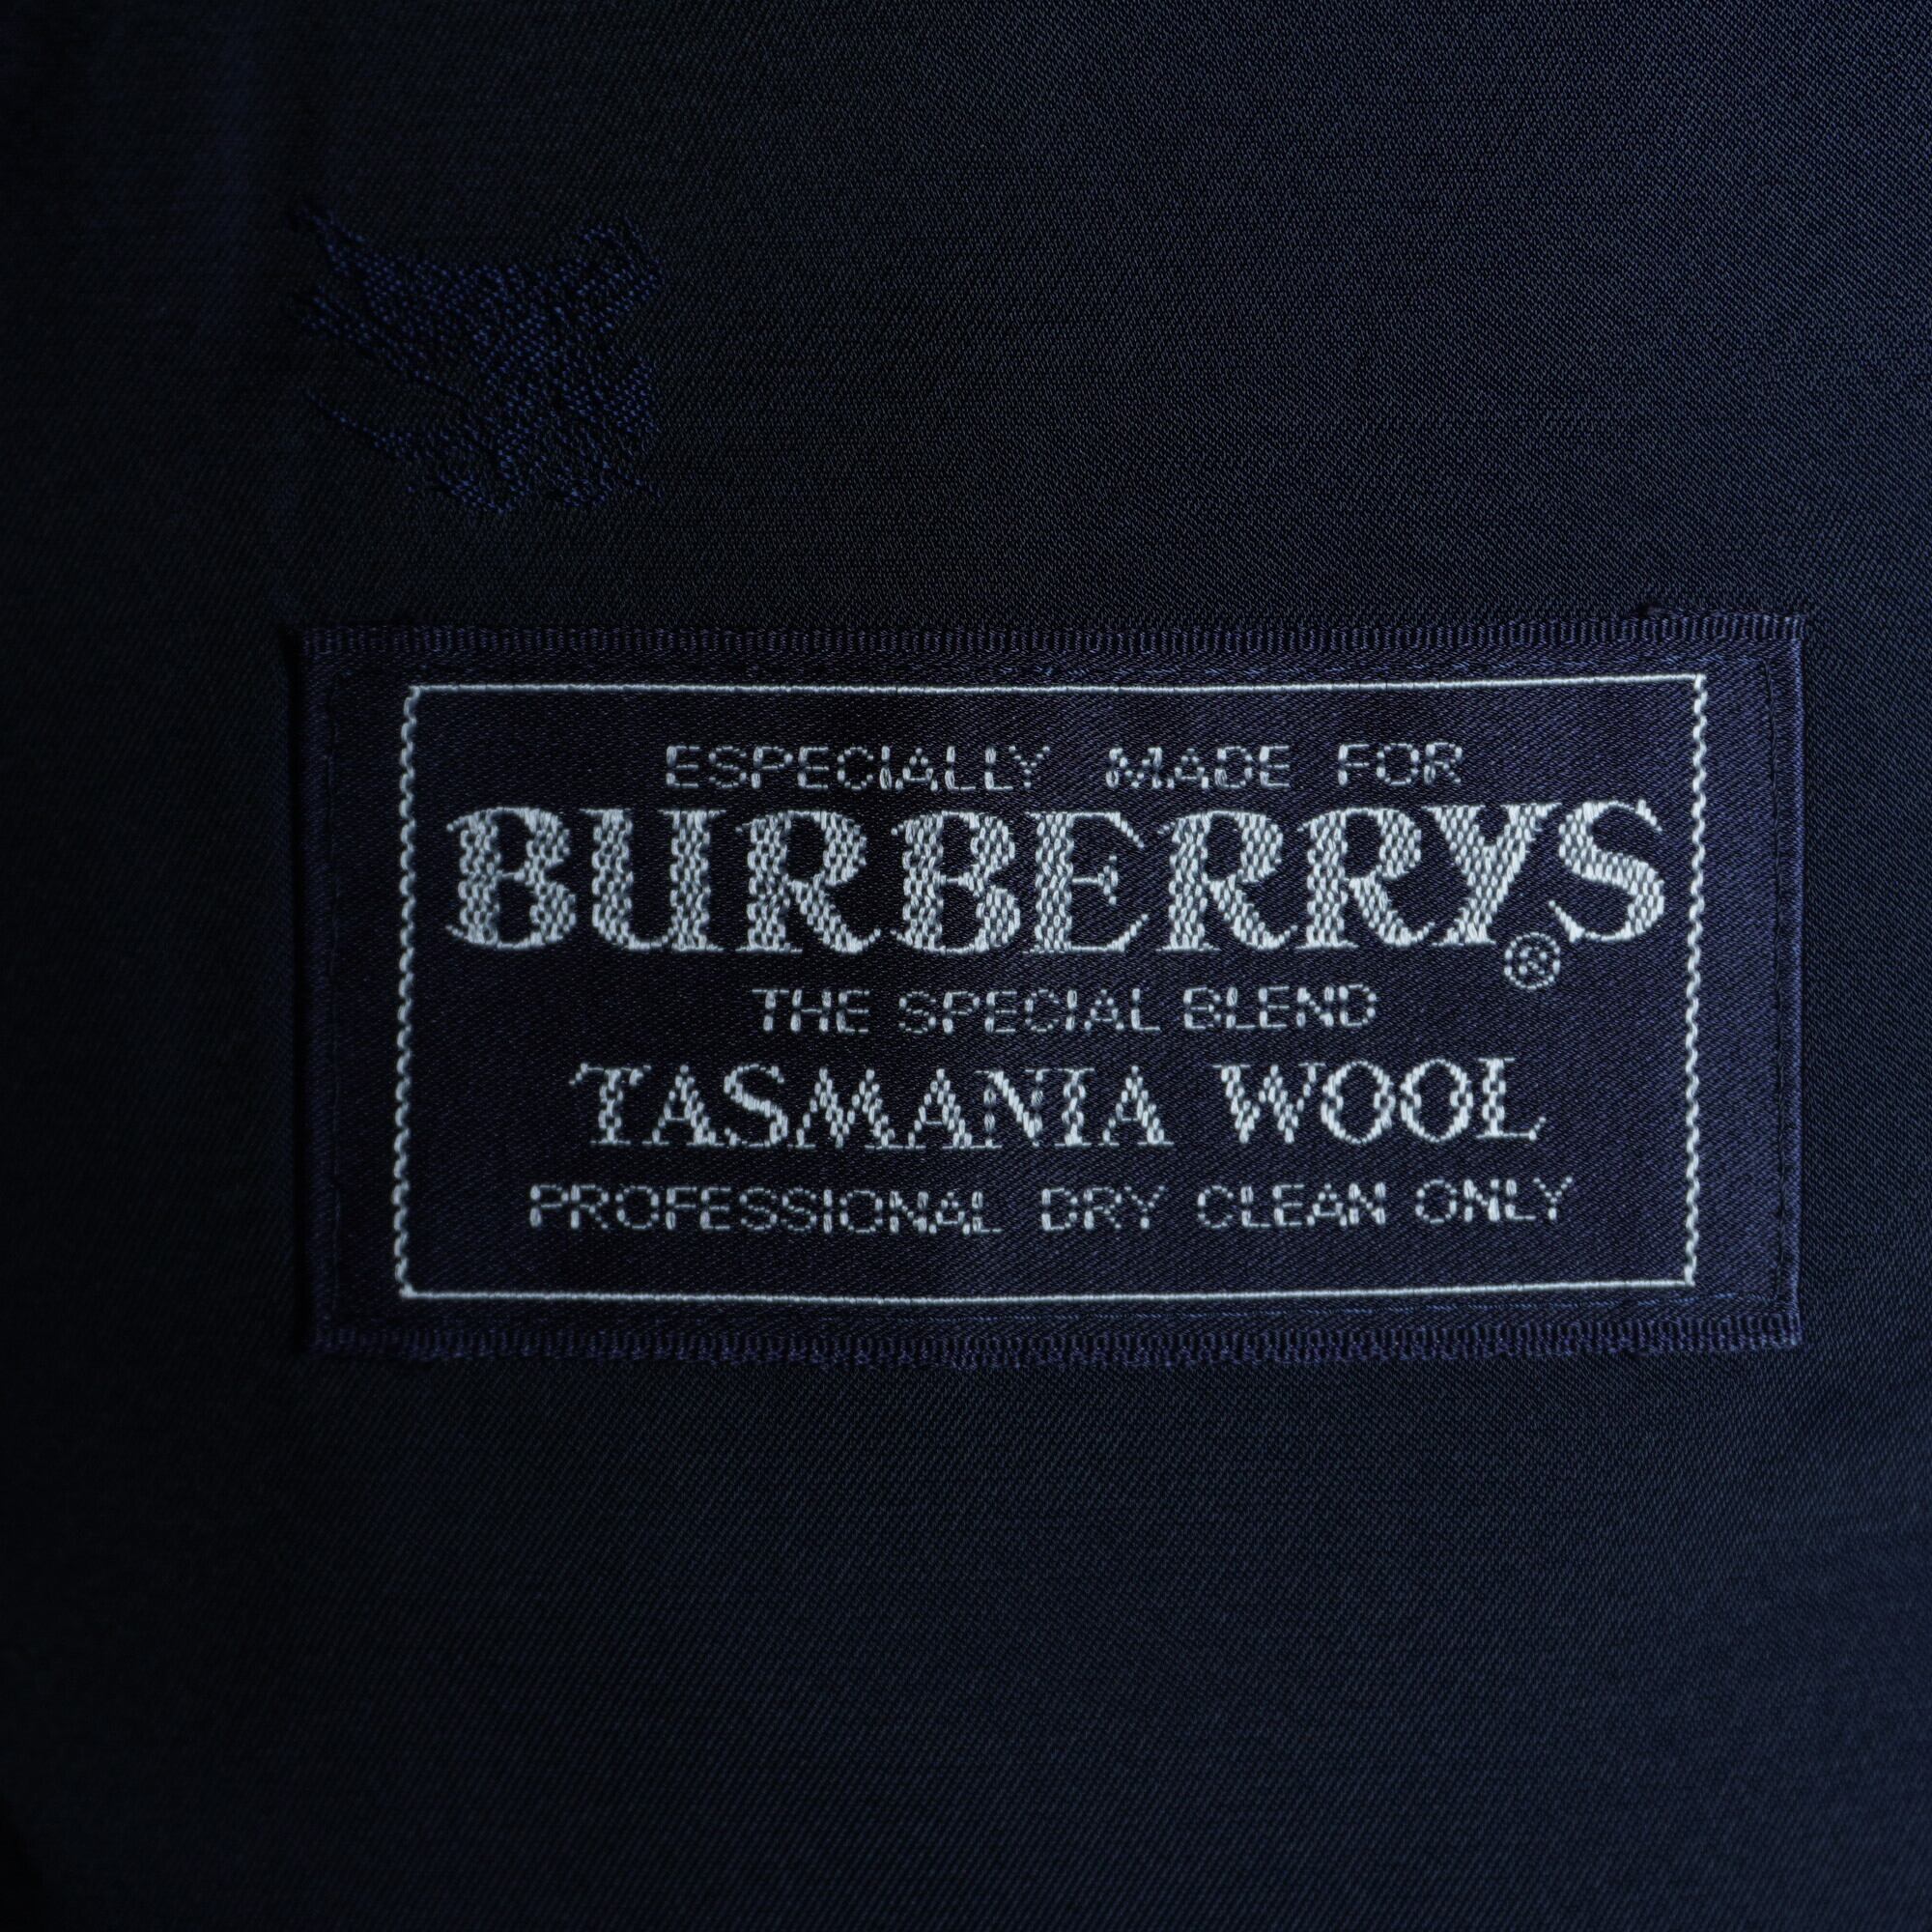 ESPECIALLY MADE FOR
BURBERRYS®
THE SPECIAL BLEND
TASMANIA WOOL
PROFESSIONAL DRY CLEAN ONLY